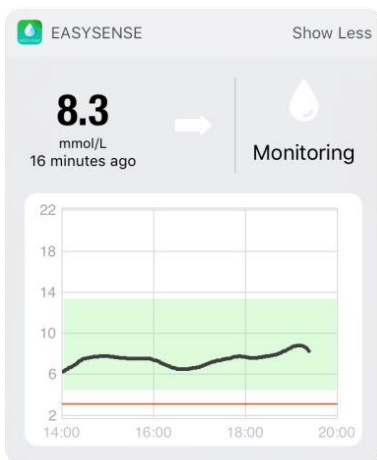 EASYSENSE Show Less
8.3
mmol/L
16 minutes ago
Monitoring
22
18
14
10
6
2
14:00 16:00 18:00 20:00